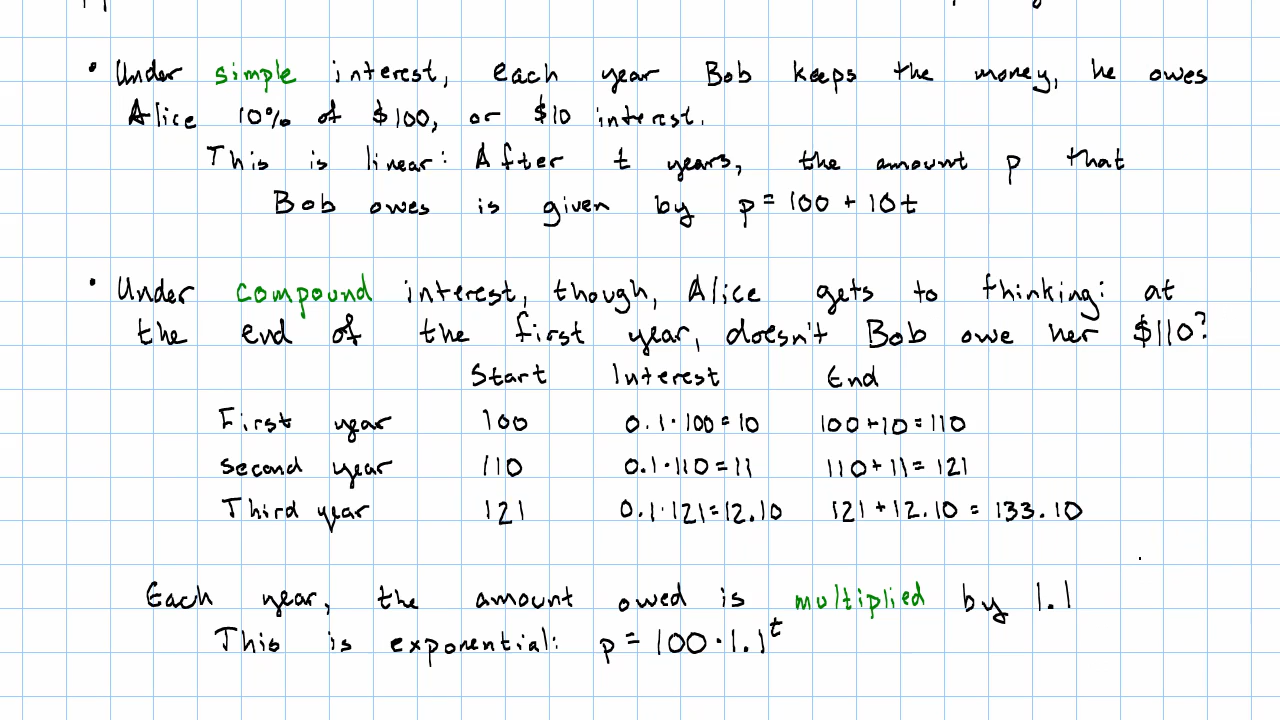 • Under simple interest, each year Bob keeps the money, he owes
Alice 10% of $100, or $10 interest.
This is linear: After t years, the amount p that
Bob owes is given by p = 100 + 10t
• Under compound interest, though, Alice gets to thinking: at
the end of the first year, doesn't Bob owe her $110?
Start Interest End
First year 100 0.1·100=10 100+10=110
Second year 110 0.1·110=11 110+11=121
Third year 121 0.1·121=12.10 121+12.10=133.10
Each year, the amount owed is multiplied by 1.1
This is exponential: p = 100·1.1^t